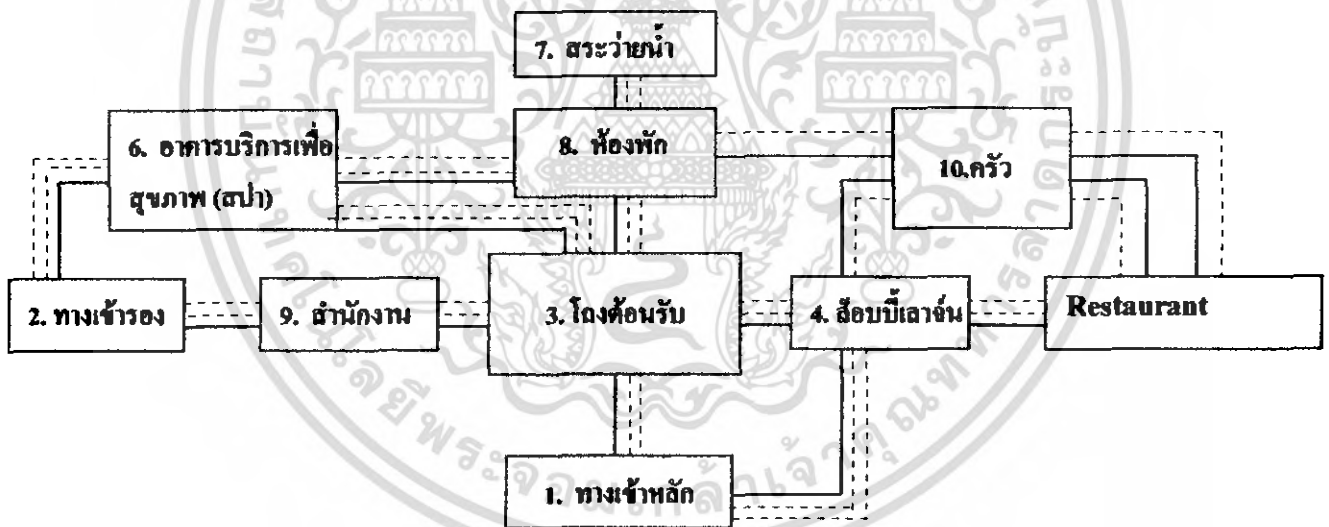 7. สระว่ายน้ำ
6. อาคารบริการเพื่อ
สุขภาพ (สปา)
8. ห้องพัก
10.ครัว
2. ทางเข้ารอง
9. สำนักงาน
3. โถงต้อนรับ
4. ล๊อบบี้เลาจ์น
Restaurant
1. ทางเข้าหลัก